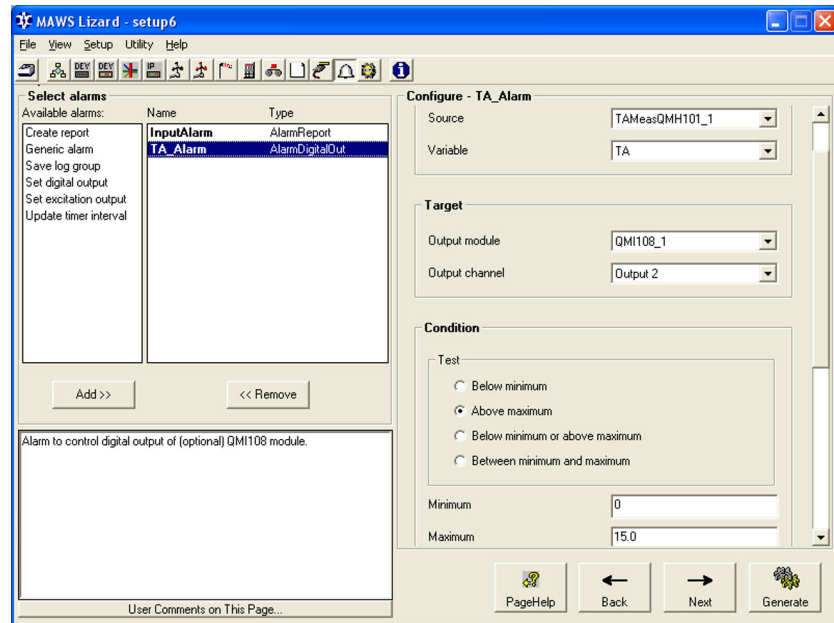 MAWS Lizard - setup6
File View Setup Utility Help
Select alarms
Available alarms:
Name Type
Create report
Generic alarm
Save log group
Set digital output
Set excitation output
Update timer interval
InputAlarm AlarmReport
TA_Alarm AlarmDigitalOut
Add >>
<< Remove
Alarm to control digital output of (optional) QMI108 module.
User Comments on This Page...
Configure - TA_Alarm
Source TAMeasQMH101_1
Variable TA
Target
Output module QMI108_1
Output channel Output 2
Condition
Test
Below minimum
Above maximum
Below minimum or above maximum
Between minimum and maximum
Minimum 0
Maximum 15.0
PageHelp
Back
Next
Generate